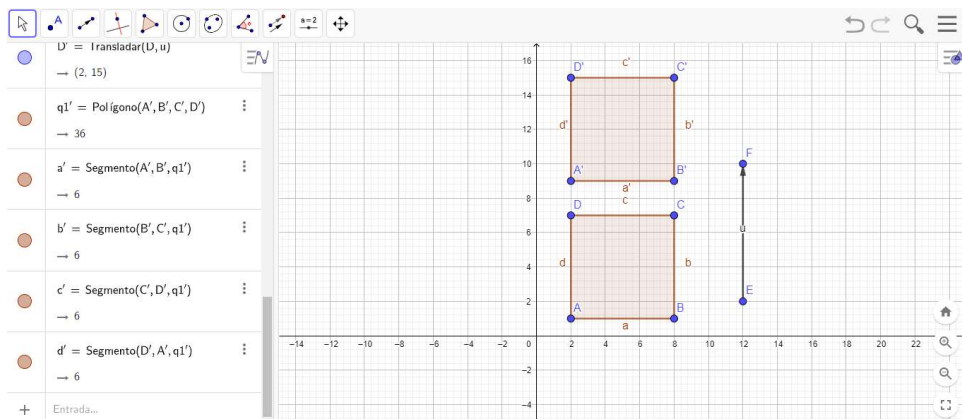 A
a=2
D′ = Transladar(D, u)
→ (2, 15)
q1′ = Polígono(A′, B′, C′, D′)
→ 36
a′ = Segmento(A′, B′, q1′)
→ 6
b′ = Segmento(B′, C′, q1′)
→ 6
c′ = Segmento(C′, D′, q1′)
→ 6
d′ = Segmento(D′, A′, q1′)
→ 6
+ Entrada...
16
D' c' C'
14
12
d' b'
10
F
A' B'
a'
8
c
D C
6
u
4
d b
2
E
A B
a
−14 −12 −10 −8 −6 −4 −2 0 2 4 6 8 10 12 14 16 18 20 22
−2
−4